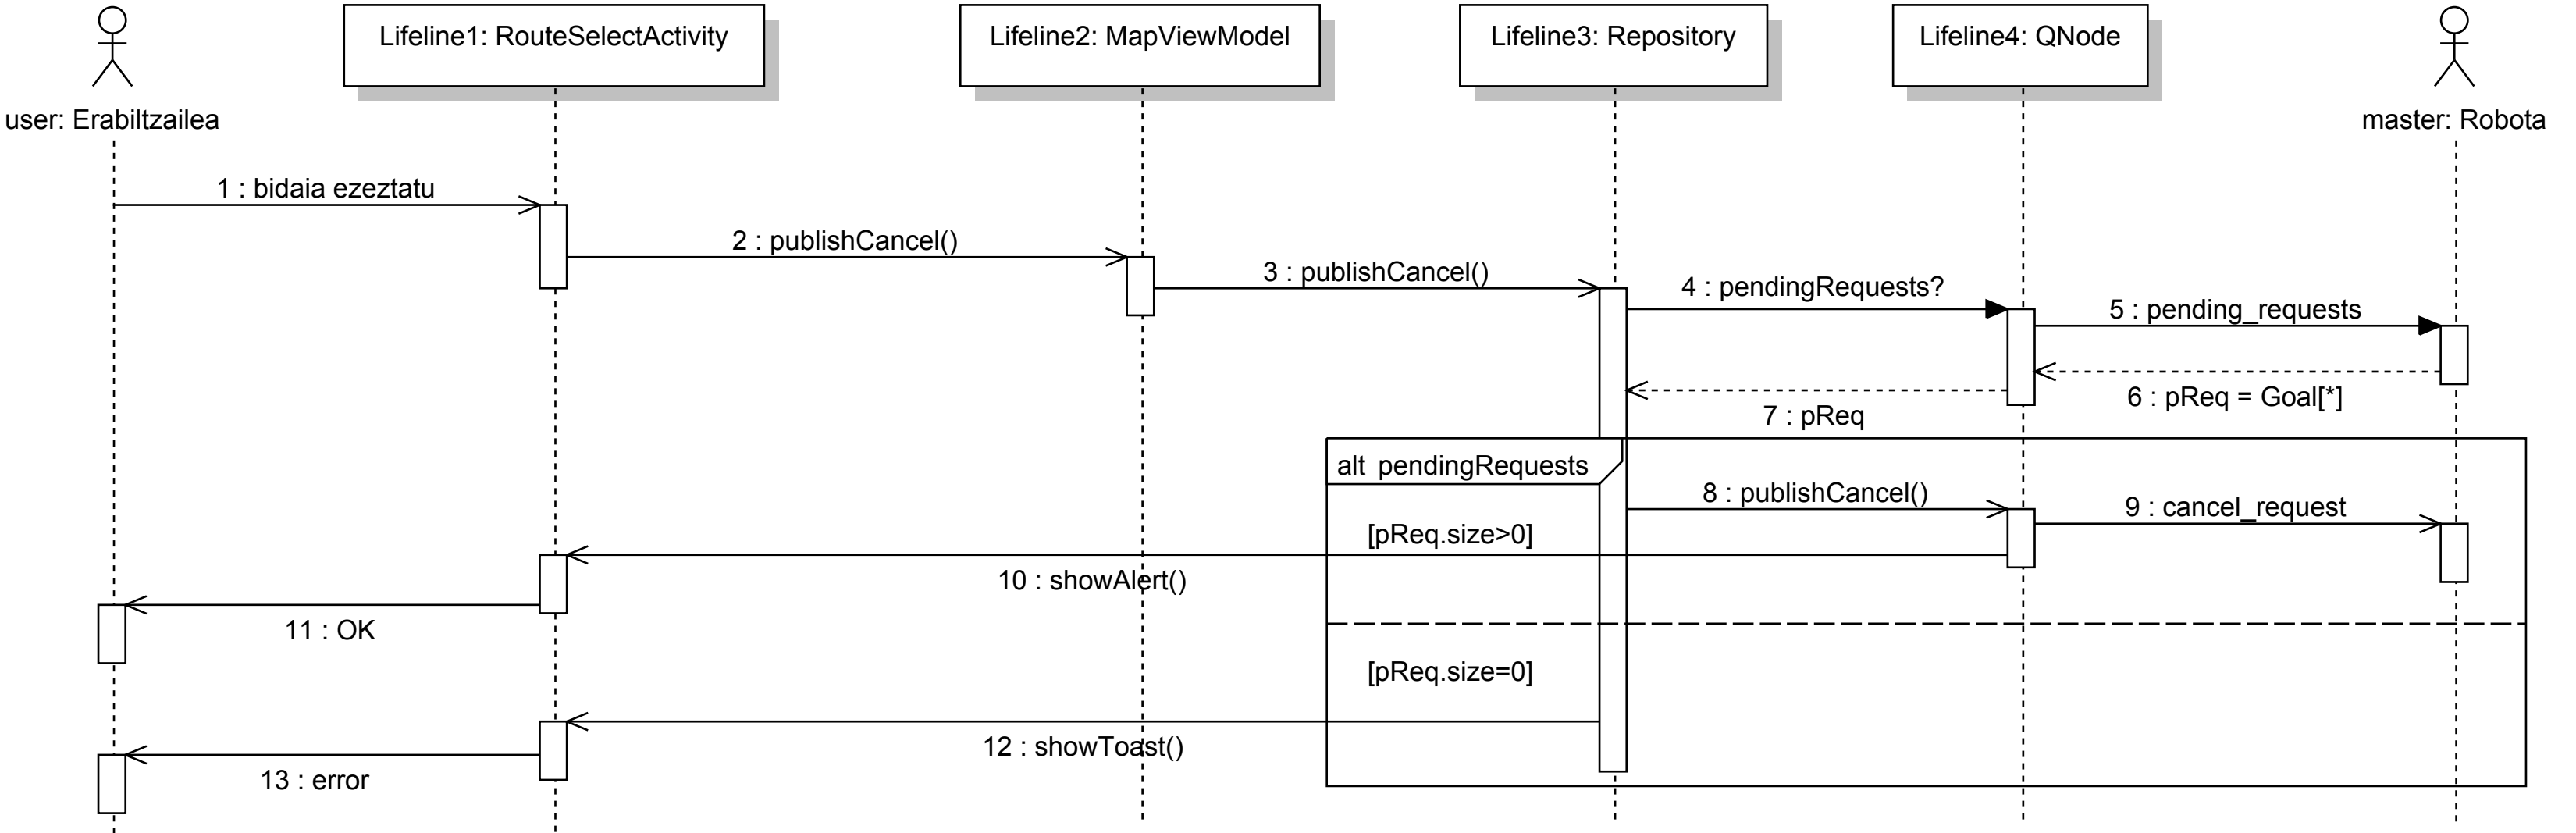 Lifeline1: RouteSelectActivity
Lifeline2: MapViewModel
Lifeline3: Repository
Lifeline4: QNode
user: Erabiltzailea
master: Robota
1 : bidaia ezeztatu
2 : publishCancel()
3 : publishCancel()
4 : pendingRequests?
5 : pending_requests
6 : pReq = Goal[*]
7 : pReq
alt pendingRequests
8 : publishCancel()
9 : cancel_request
[pReq.size>0]
10 : showAlert()
11 : OK
[pReq.size=0]
12 : showToast()
13 : error